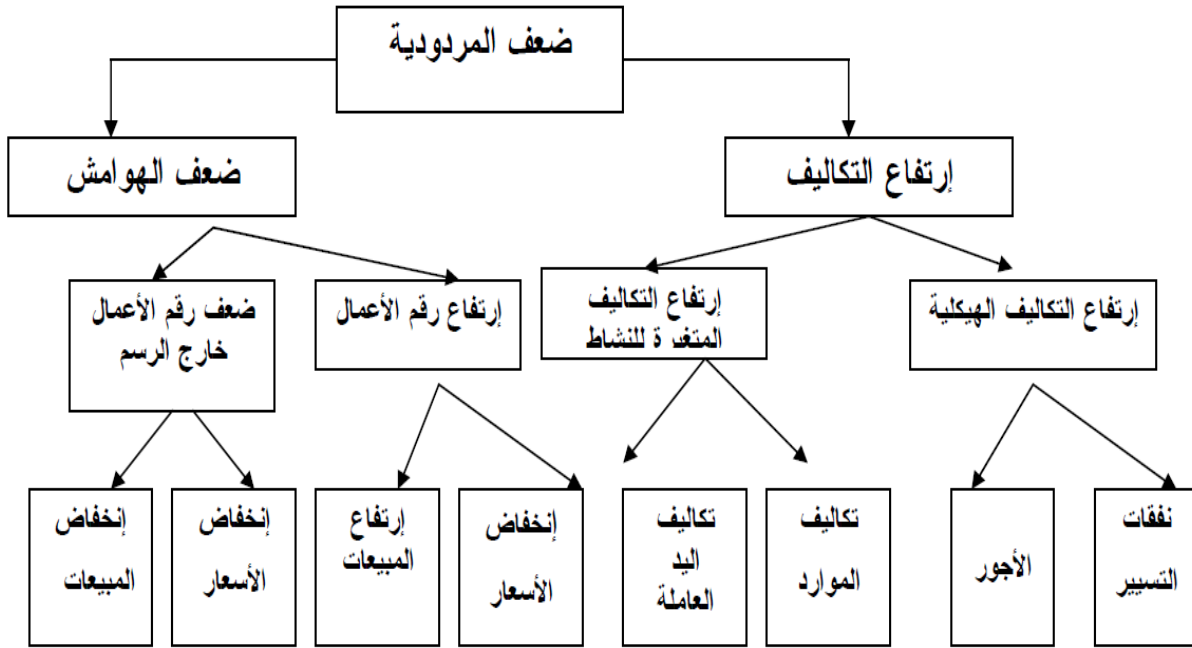 ضعف المردودية
إرتفاع التكاليف
ضعف الهوامش
إرتفاع التكاليف الهيكلية
إرتفاع التكاليف
المتغيرة للنشاط
إرتفاع رقم الأعمال
ضعف رقم الأعمال
خارج الرسم
نفقات
التسيير
الأجور
تكاليف
الموارد
تكاليف
اليد
العاملة
إنخفاض
الأسعار
إرتفاع
المبيعات
إنخفاض
الأسعار
إنخفاض
المبيعات